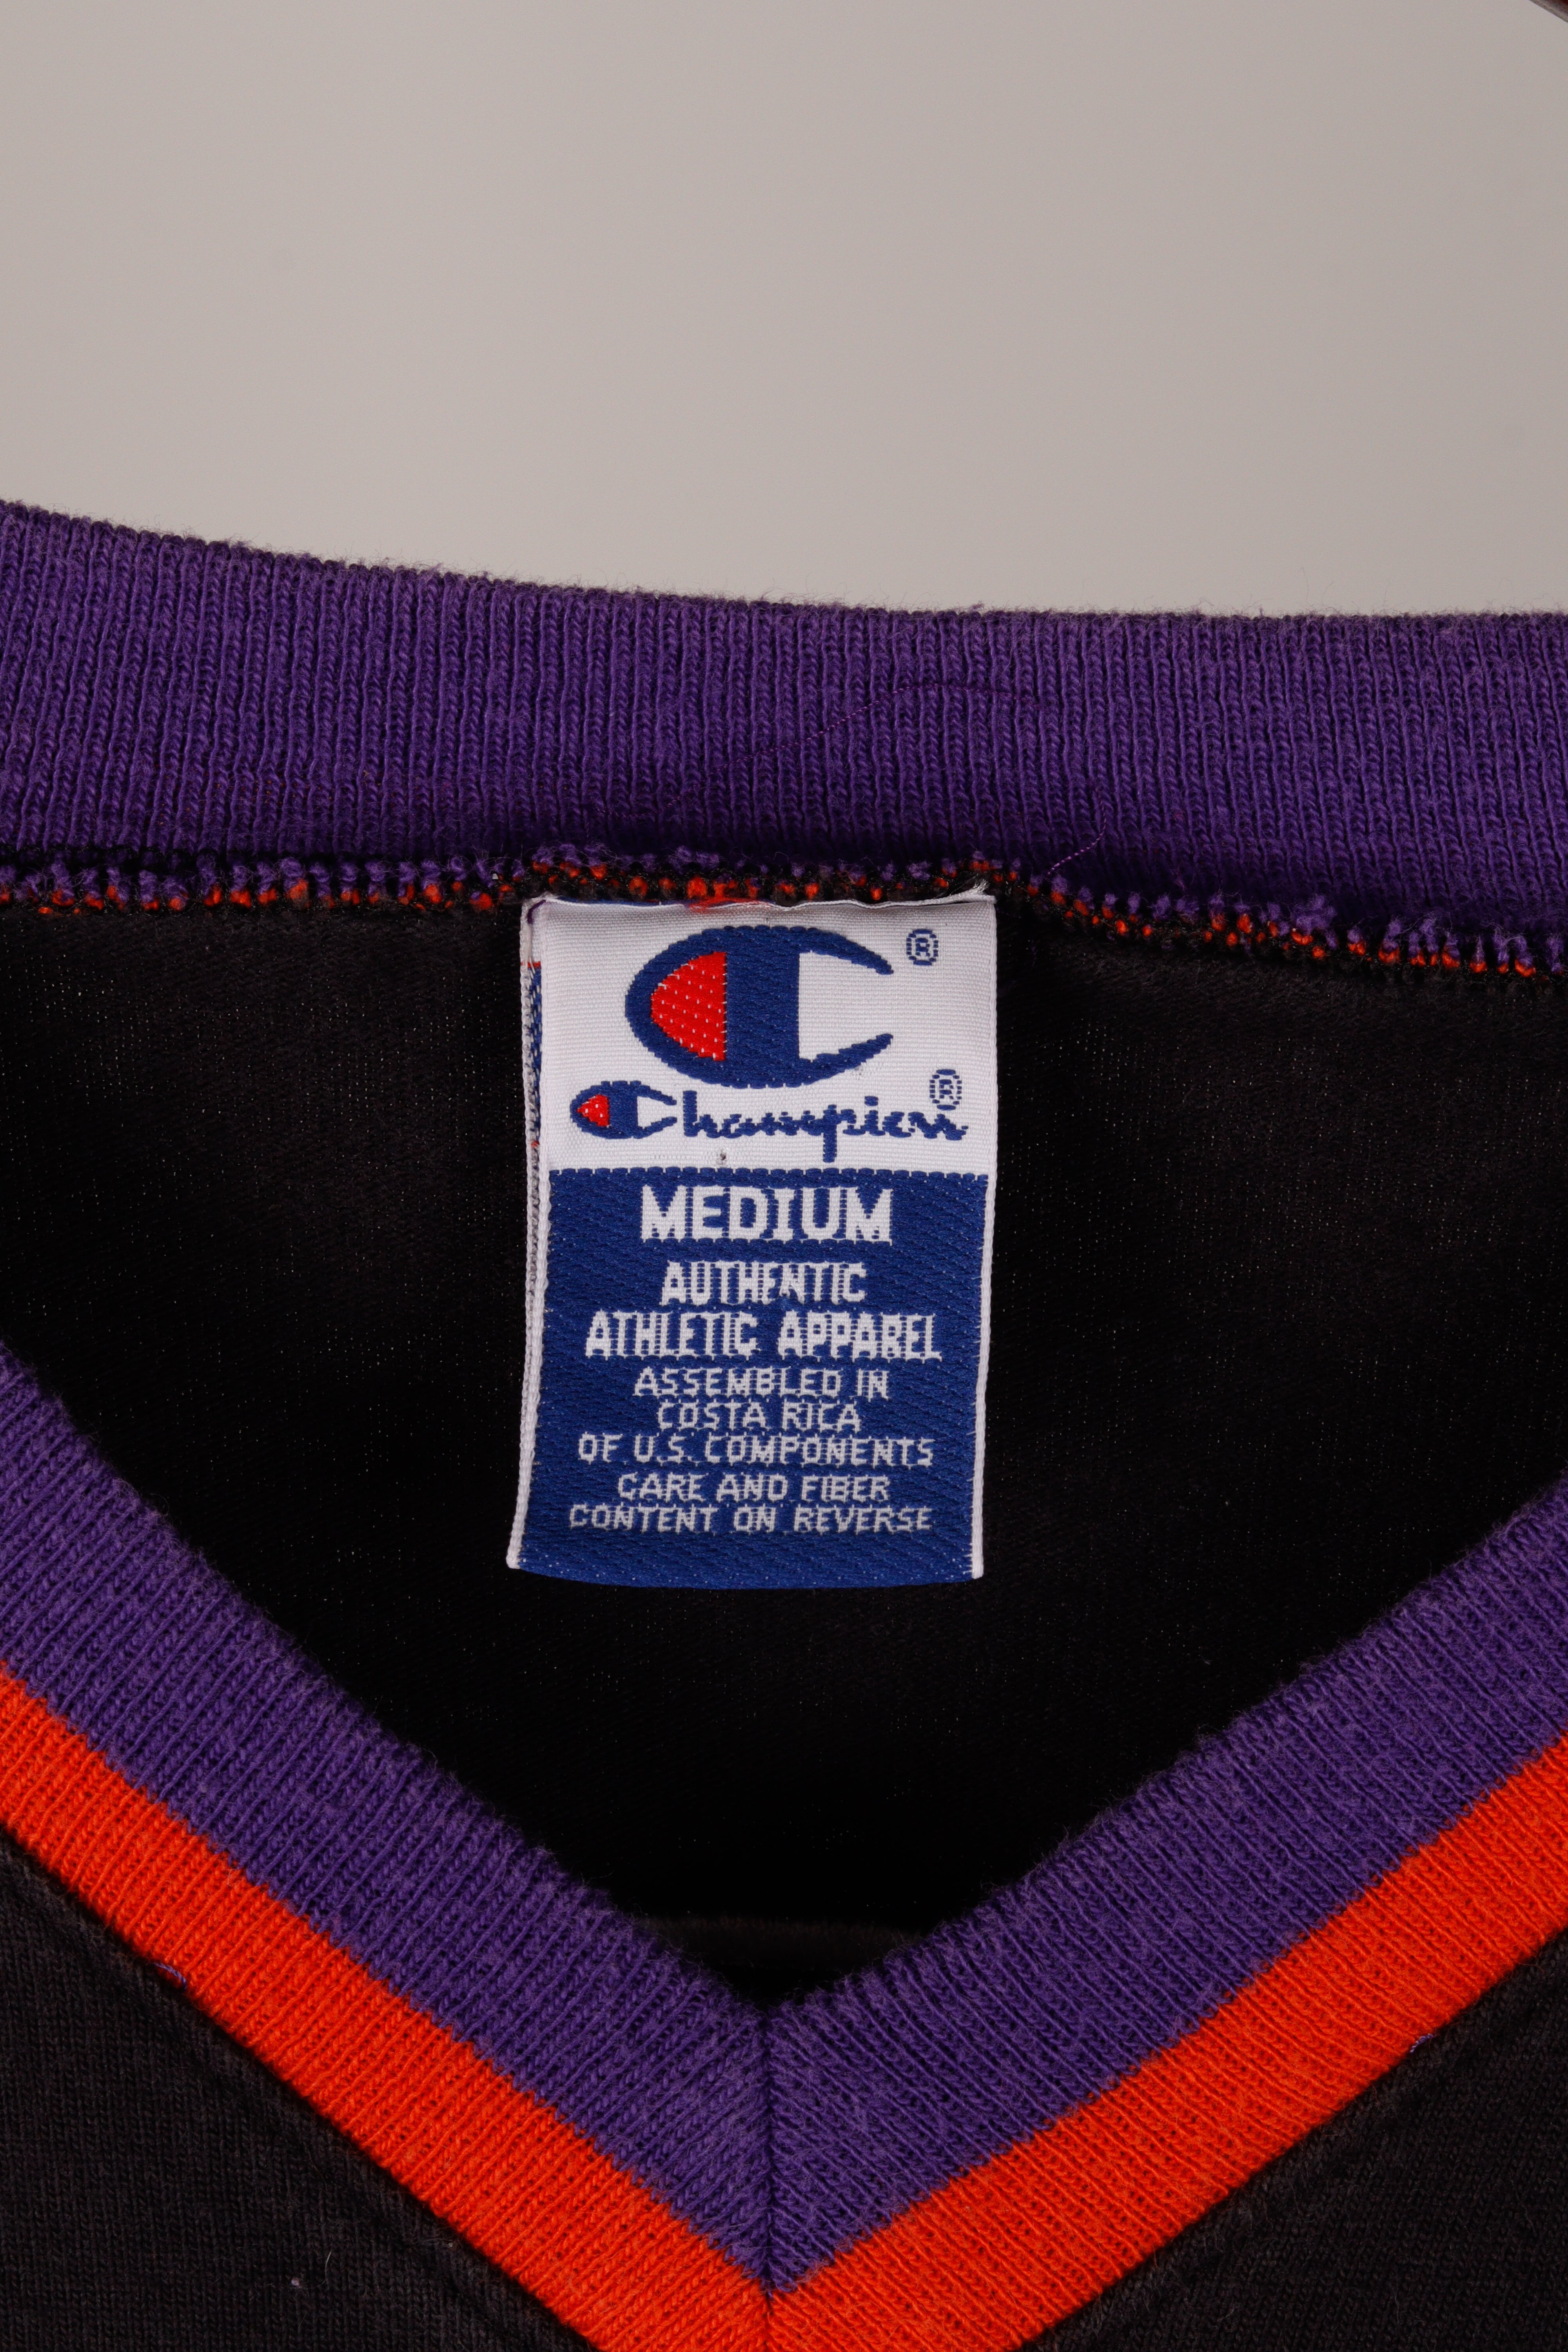 ®
Champion®
MEDIUM
AUTHENTIC
ATHLETIC APPAREL
ASSEMBLED IN
COSTA RICA
OF U.S. COMPONENTS
CARE AND FIBER
CONTENT ON REVERSE